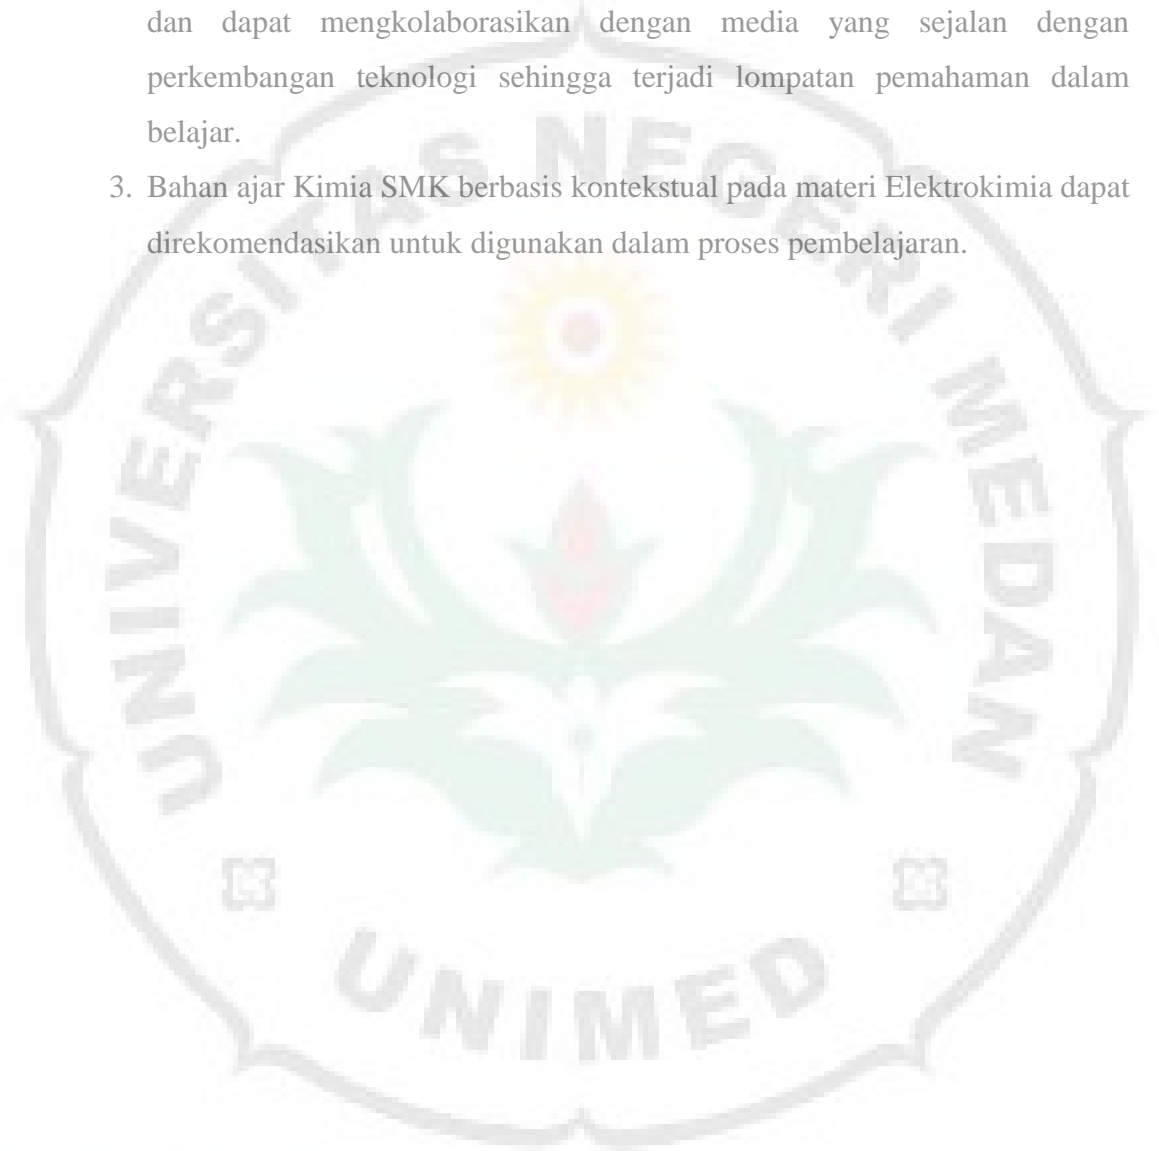 dan dapat mengkolaborasikan dengan media yang sejalan dengan
perkembangan teknologi sehingga terjadi lompatan pemahaman dalam
belajar.
3. Bahan ajar Kimia SMK berbasis kontekstual pada materi Elektrokimia dapat
direkomendasikan untuk digunakan dalam proses pembelajaran.
UNIVERSITAS NEGERI MEDAN
UNIMED